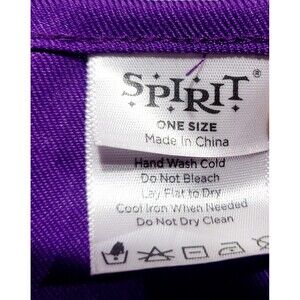 SPIRIT®
ONE SIZE
Made in China
Hand Wash Cold
Do Not Bleach
Lay Flat to Dry
Cool Iron When Needed
Do Not Dry Clean